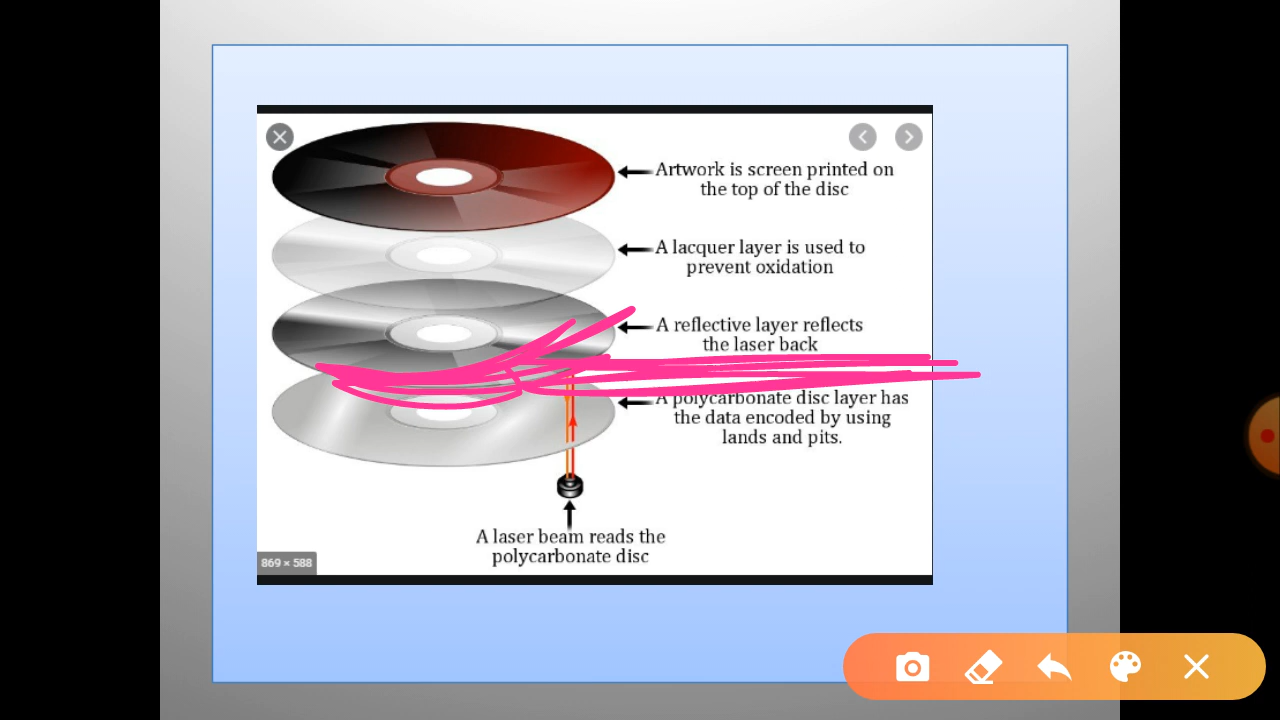 Artwork is screen printed on
the top of the disc
A lacquer layer is used to
prevent oxidation
A reflective layer reflects
the laser back
A polycarbonate disc layer has
the data encoded by using
lands and pits.
A laser beam reads the
polycarbonate disc
869 × 588